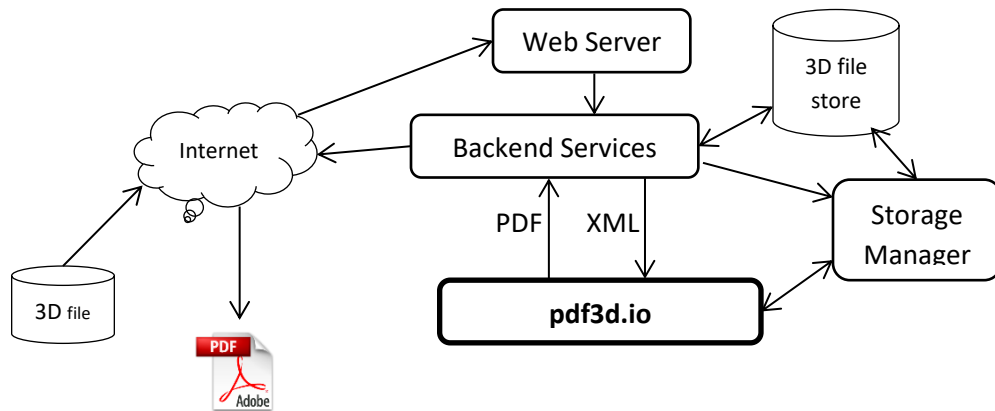 Web Server
3D file
store
Internet
Backend Services
PDF
XML
Storage
Manager
3D file
pdf3d.io
PDF
Adobe